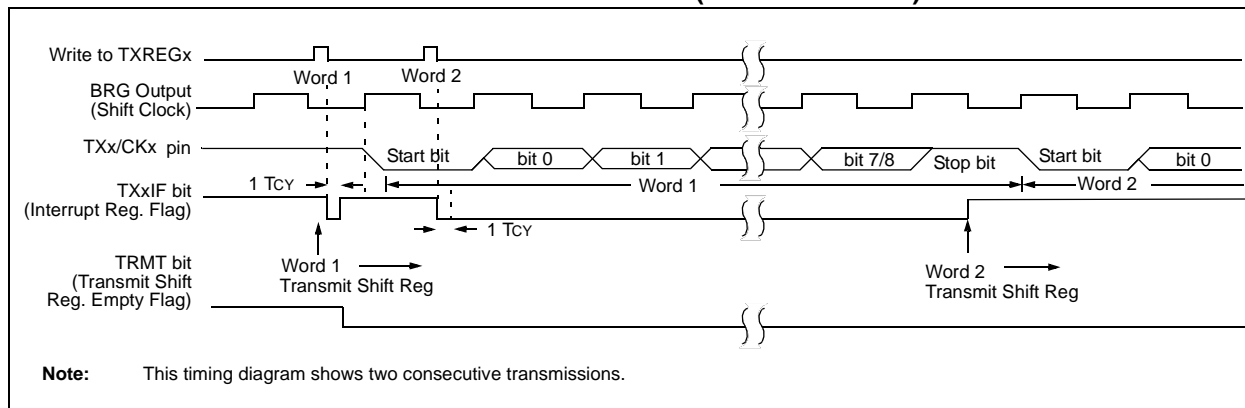 Write to TXREGx
Word 1
Word 2
BRG Output
(Shift Clock)
TXx/CKx pin
Start bit
bit 0
bit 1
bit 7/8
Stop bit
Start bit
bit 0
1 TCY
Word 1
Word 2
TXxIF bit
(Interrupt Reg. Flag)
1 TCY
Word 1
Transmit Shift Reg
Word 2
Transmit Shift Reg
TRMT bit
(Transmit Shift
Reg. Empty Flag)
Note: This timing diagram shows two consecutive transmissions.